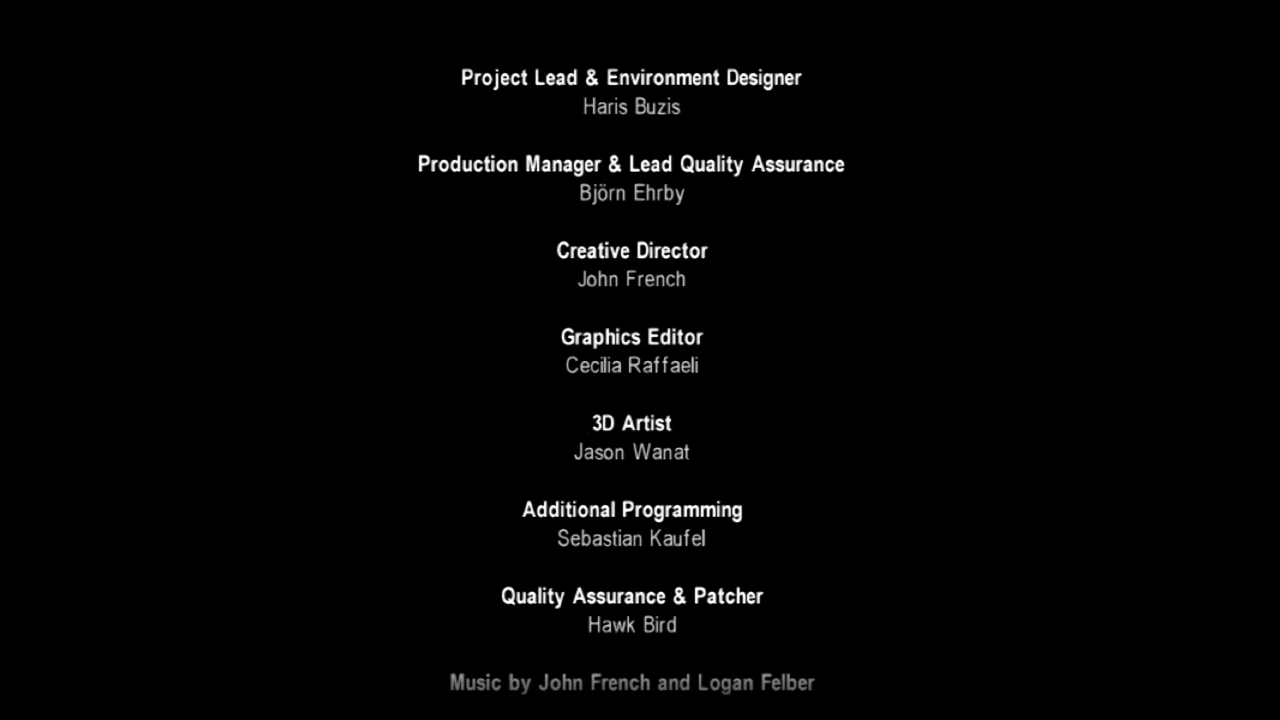 Project Lead & Environment Designer
Haris Buzis
Production Manager & Lead Quality Assurance
Björn Ehrby
Creative Director
John French
Graphics Editor
Cecilia Raffaeli
3D Artist
Jason Wanat
Additional Programming
Sebastian Kaufel
Quality Assurance & Patcher
Hawk Bird
Music by John French and Logan Felber